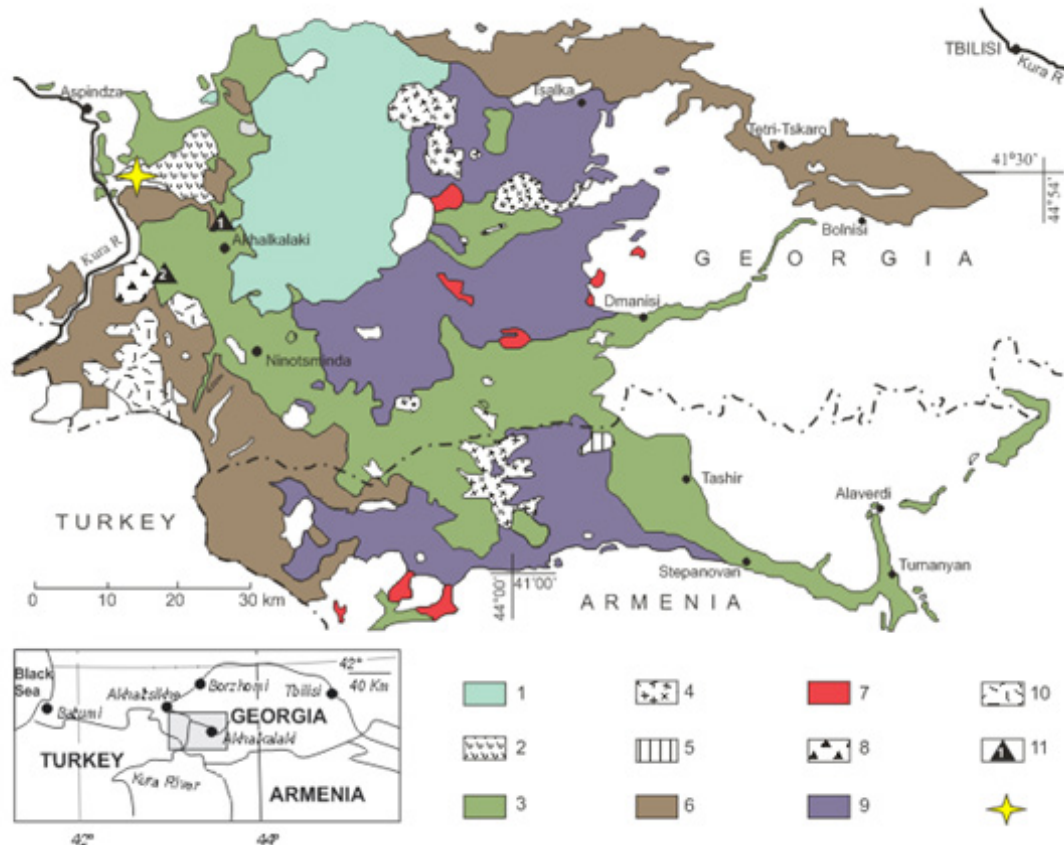 TBILISI
Kura R
Aspindza
Tsalka
Tetri-Tskaro
41°30'
44°54'
1
Akhalkalaki
Bolnisi
Kura R
GEORGIA
2
Dmanisi
Ninotsminda
Tashir
Alaverdi
TURKEY
Stepanovan
Tumanyan
0 10 20 30 km
44°00'
41°00'
ARMENIA
Black
Sea
42°
40 Km
Akhaltsikhe
Borzhomi
Tbilisi
Batumi
GEORGIA
Akhalkalaki
TURKEY
Kura River
ARMENIA
42°
44°
1
4
7
10
2
5
8
1
11
3
6
9